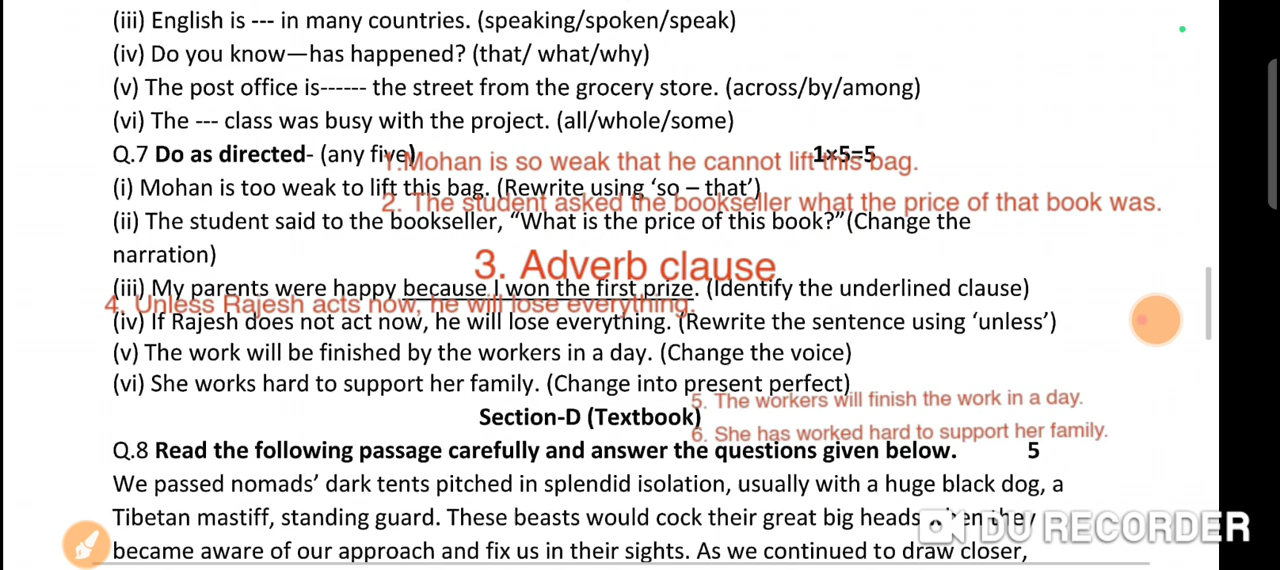 (iii) English is --- in many countries. (speaking/spoken/speak)
(iv) Do you know—has happened? (that/ what/why)
(v) The post office is------ the street from the grocery store. (across/by/among)
(vi) The --- class was busy with the project. (all/whole/some)
Q.7 Do as directed- (any five) 1x5=5
1.Mohan is so weak that he cannot lift this bag.
(i) Mohan is too weak to lift this bag. (Rewrite using ‘so – that’)
2. The student asked the bookseller what the price of that book was.
(ii) The student said to the bookseller, “What is the price of this book?”(Change the
narration)
3. Adverb clause
(iii) My parents were happy because I won the first prize. (Identify the underlined clause)
4. Unless Rajesh acts now, he will lose everything.
(iv) If Rajesh does not act now, he will lose everything. (Rewrite the sentence using ‘unless’)
(v) The work will be finished by the workers in a day. (Change the voice)
(vi) She works hard to support her family. (Change into present perfect)
5. The workers will finish the work in a day.
Section-D (Textbook)
6. She has worked hard to support her family.
Q.8 Read the following passage carefully and answer the questions given below. 5
We passed nomads’ dark tents pitched in splendid isolation, usually with a huge black dog, a
Tibetan mastiff, standing guard. These beasts would cock their great big heads when they
DU RECORDER
became aware of our approach and fix us in their sights. As we continued to draw closer,